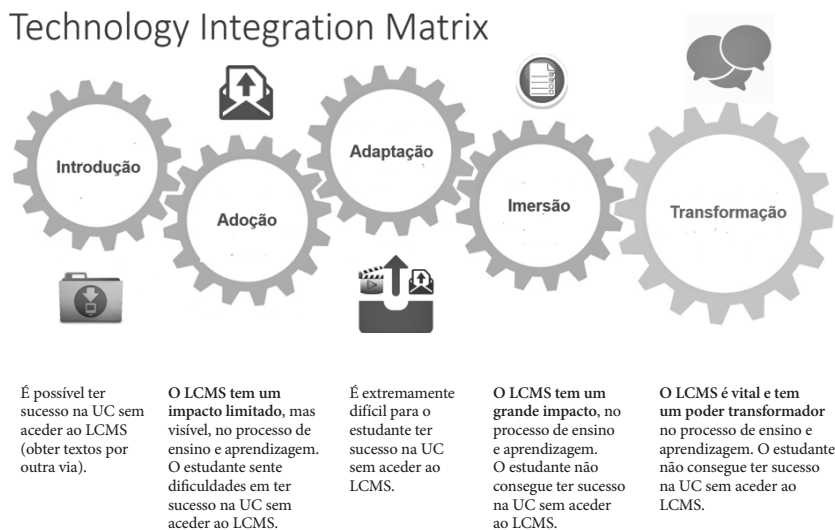 Technology Integration Matrix
Introdução
Adoção
Adaptação
Imersão
Transformação
É possível ter
sucesso na UC sem
aceder ao LCMS
(obter textos por
outra via).
O LCMS tem um
impacto limitado, mas
visível, no processo de
ensino e aprendizagem.
O estudante sente
dificuldades em ter
sucesso na UC sem
aceder ao LCMS.
É extremamente
difícil para o
estudante ter
sucesso na UC
sem aceder ao
LCMS.
O LCMS tem um
grande impacto, no
processo de ensino
e aprendizagem.
O estudante não
consegue ter sucesso
na UC sem aceder
ao LCMS.
O LCMS é vital e tem
um poder transformador
no processo de ensino e
aprendizagem. O estudante
não consegue ter sucesso
na UC sem aceder ao
LCMS.